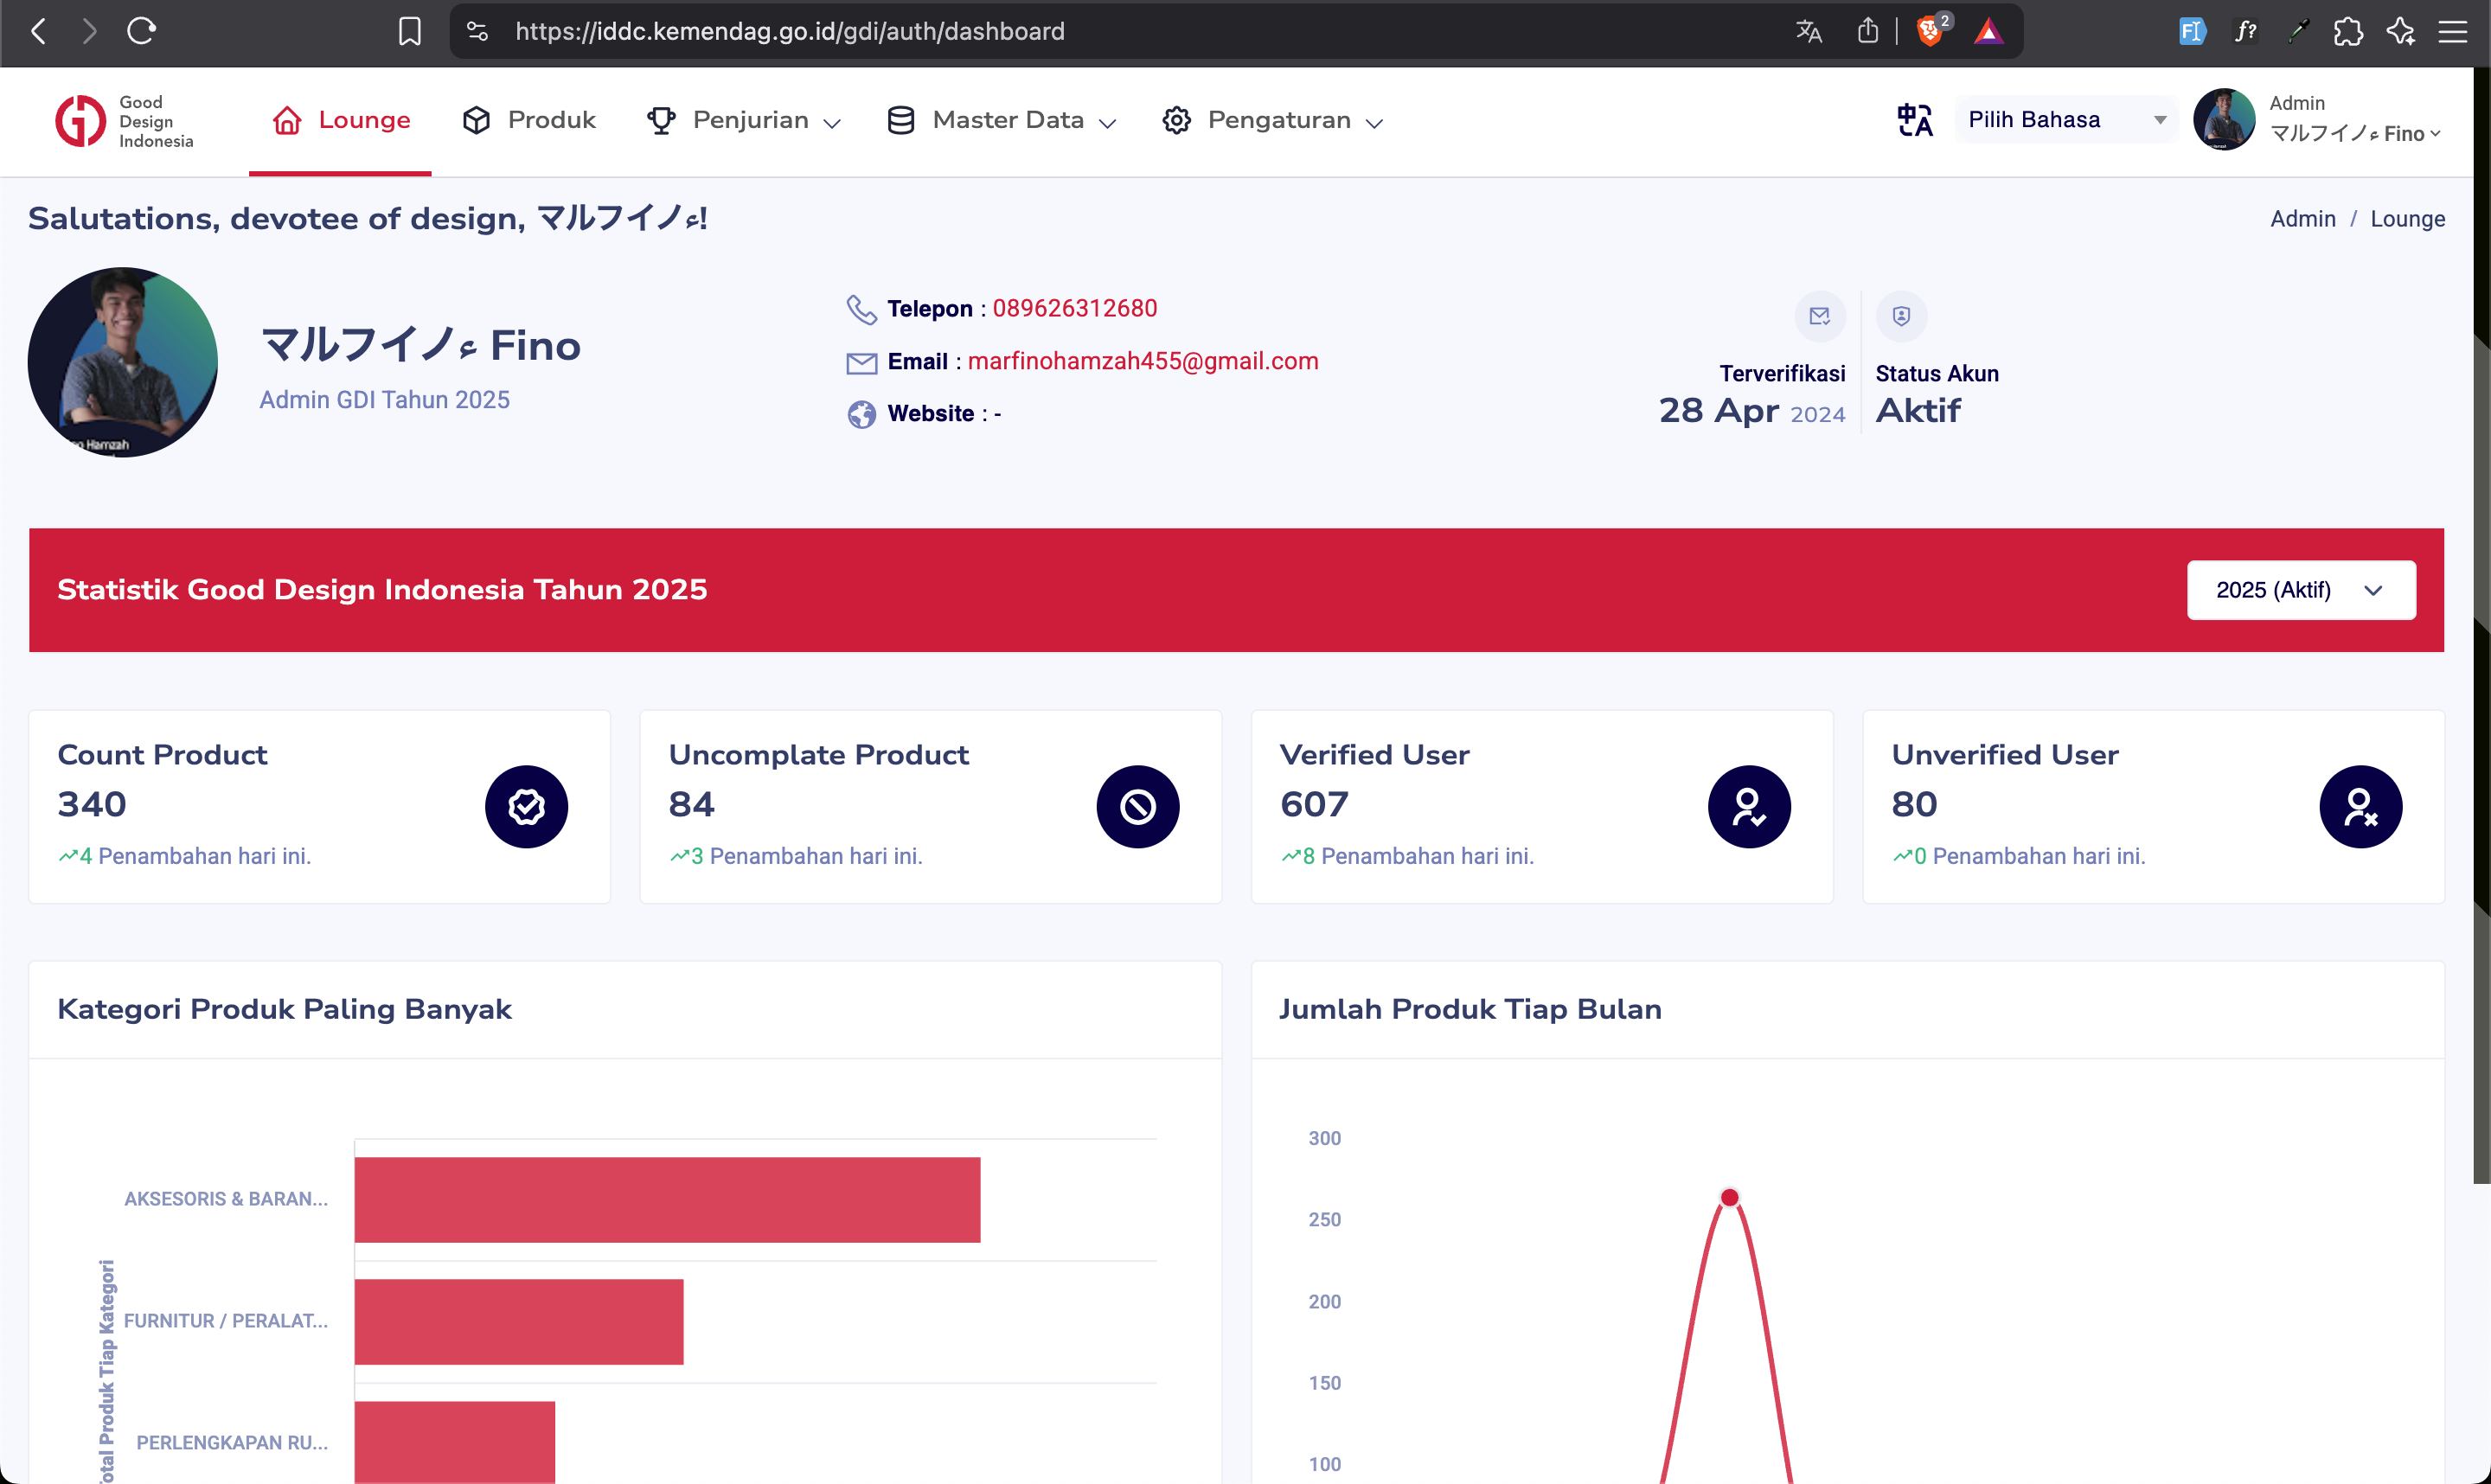 https://iddc.kemendag.go.id/gdi/auth/dashboard
2
Good
Design
Indonesia
Lounge
Produk
Penjurian
Master Data
Pengaturan
Pilih Bahasa
Admin
マルフイノء Fino
Salutations, devotee of design, マルフイノء!
Admin / Lounge
マルフイノء Fino
Admin GDI Tahun 2025
Telepon : 089626312680
Email : marfinohamzah455@gmail.com
Website : -
Terverifikasi
28 Apr 2024
Status Akun
Aktif
Statistik Good Design Indonesia Tahun 2025
2025 (Aktif)
Count Product
340
4 Penambahan hari ini.
Uncomplate Product
84
3 Penambahan hari ini.
Verified User
607
8 Penambahan hari ini.
Unverified User
80
0 Penambahan hari ini.
Kategori Produk Paling Banyak
AKSESORIS & BARAN...
FURNITUR / PERALAT...
PERLENGKAPAN RU...
Produk Tiap Kategori
Jumlah Produk Tiap Bulan
300
250
200
150
100